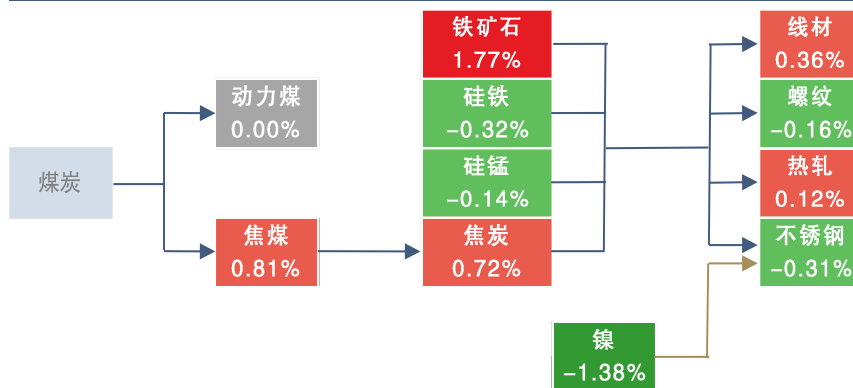 铁矿石
1.77%
线材
0.36%
动力煤
0.00%
硅铁
-0.32%
螺纹
-0.16%
煤炭
硅锰
-0.14%
热轧
0.12%
焦煤
0.81%
焦炭
0.72%
不锈钢
-0.31%
镍
-1.38%